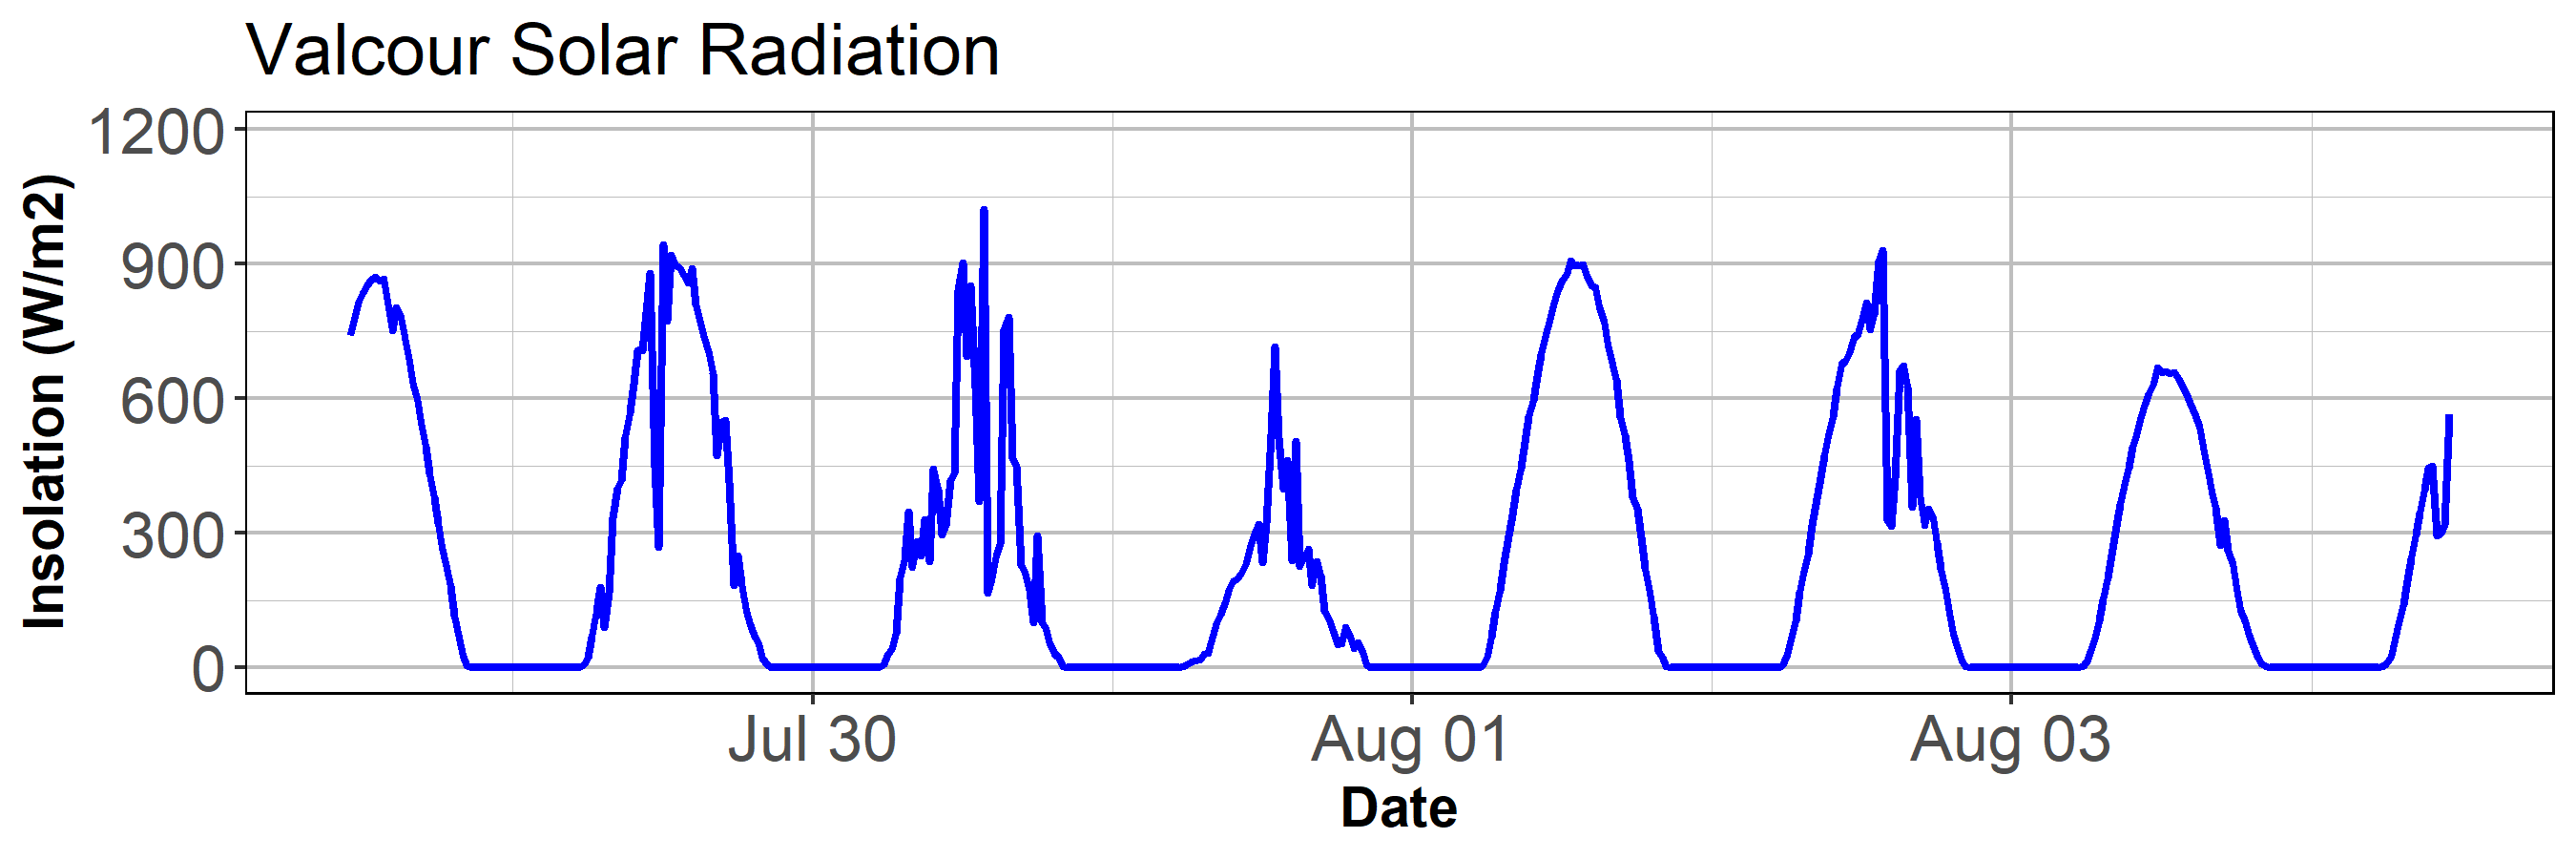 Valcour Solar Radiation
Insolation (W/m2)
1200
900
600
300
0
Jul 30 Aug 01 Aug 03
Date